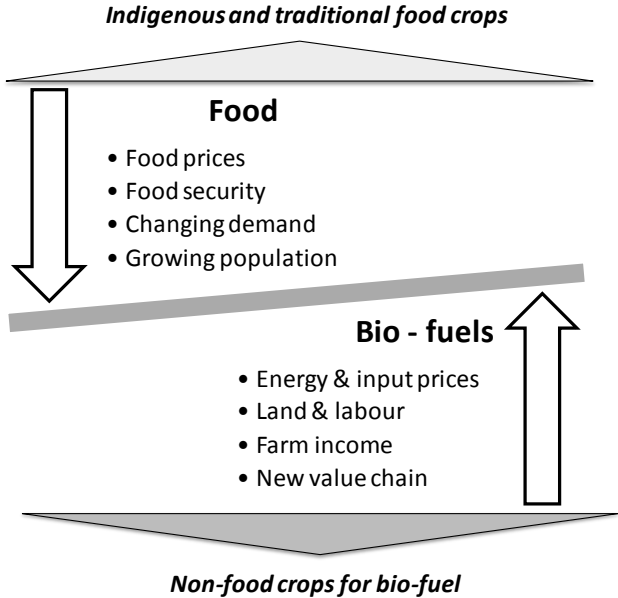 Indigenous and traditional food crops
Food
• Food prices
• Food security
• Changing demand
• Growing population
Bio - fuels
• Energy & input prices
• Land & labour
• Farm income
• New value chain
Non-food crops for bio-fuel